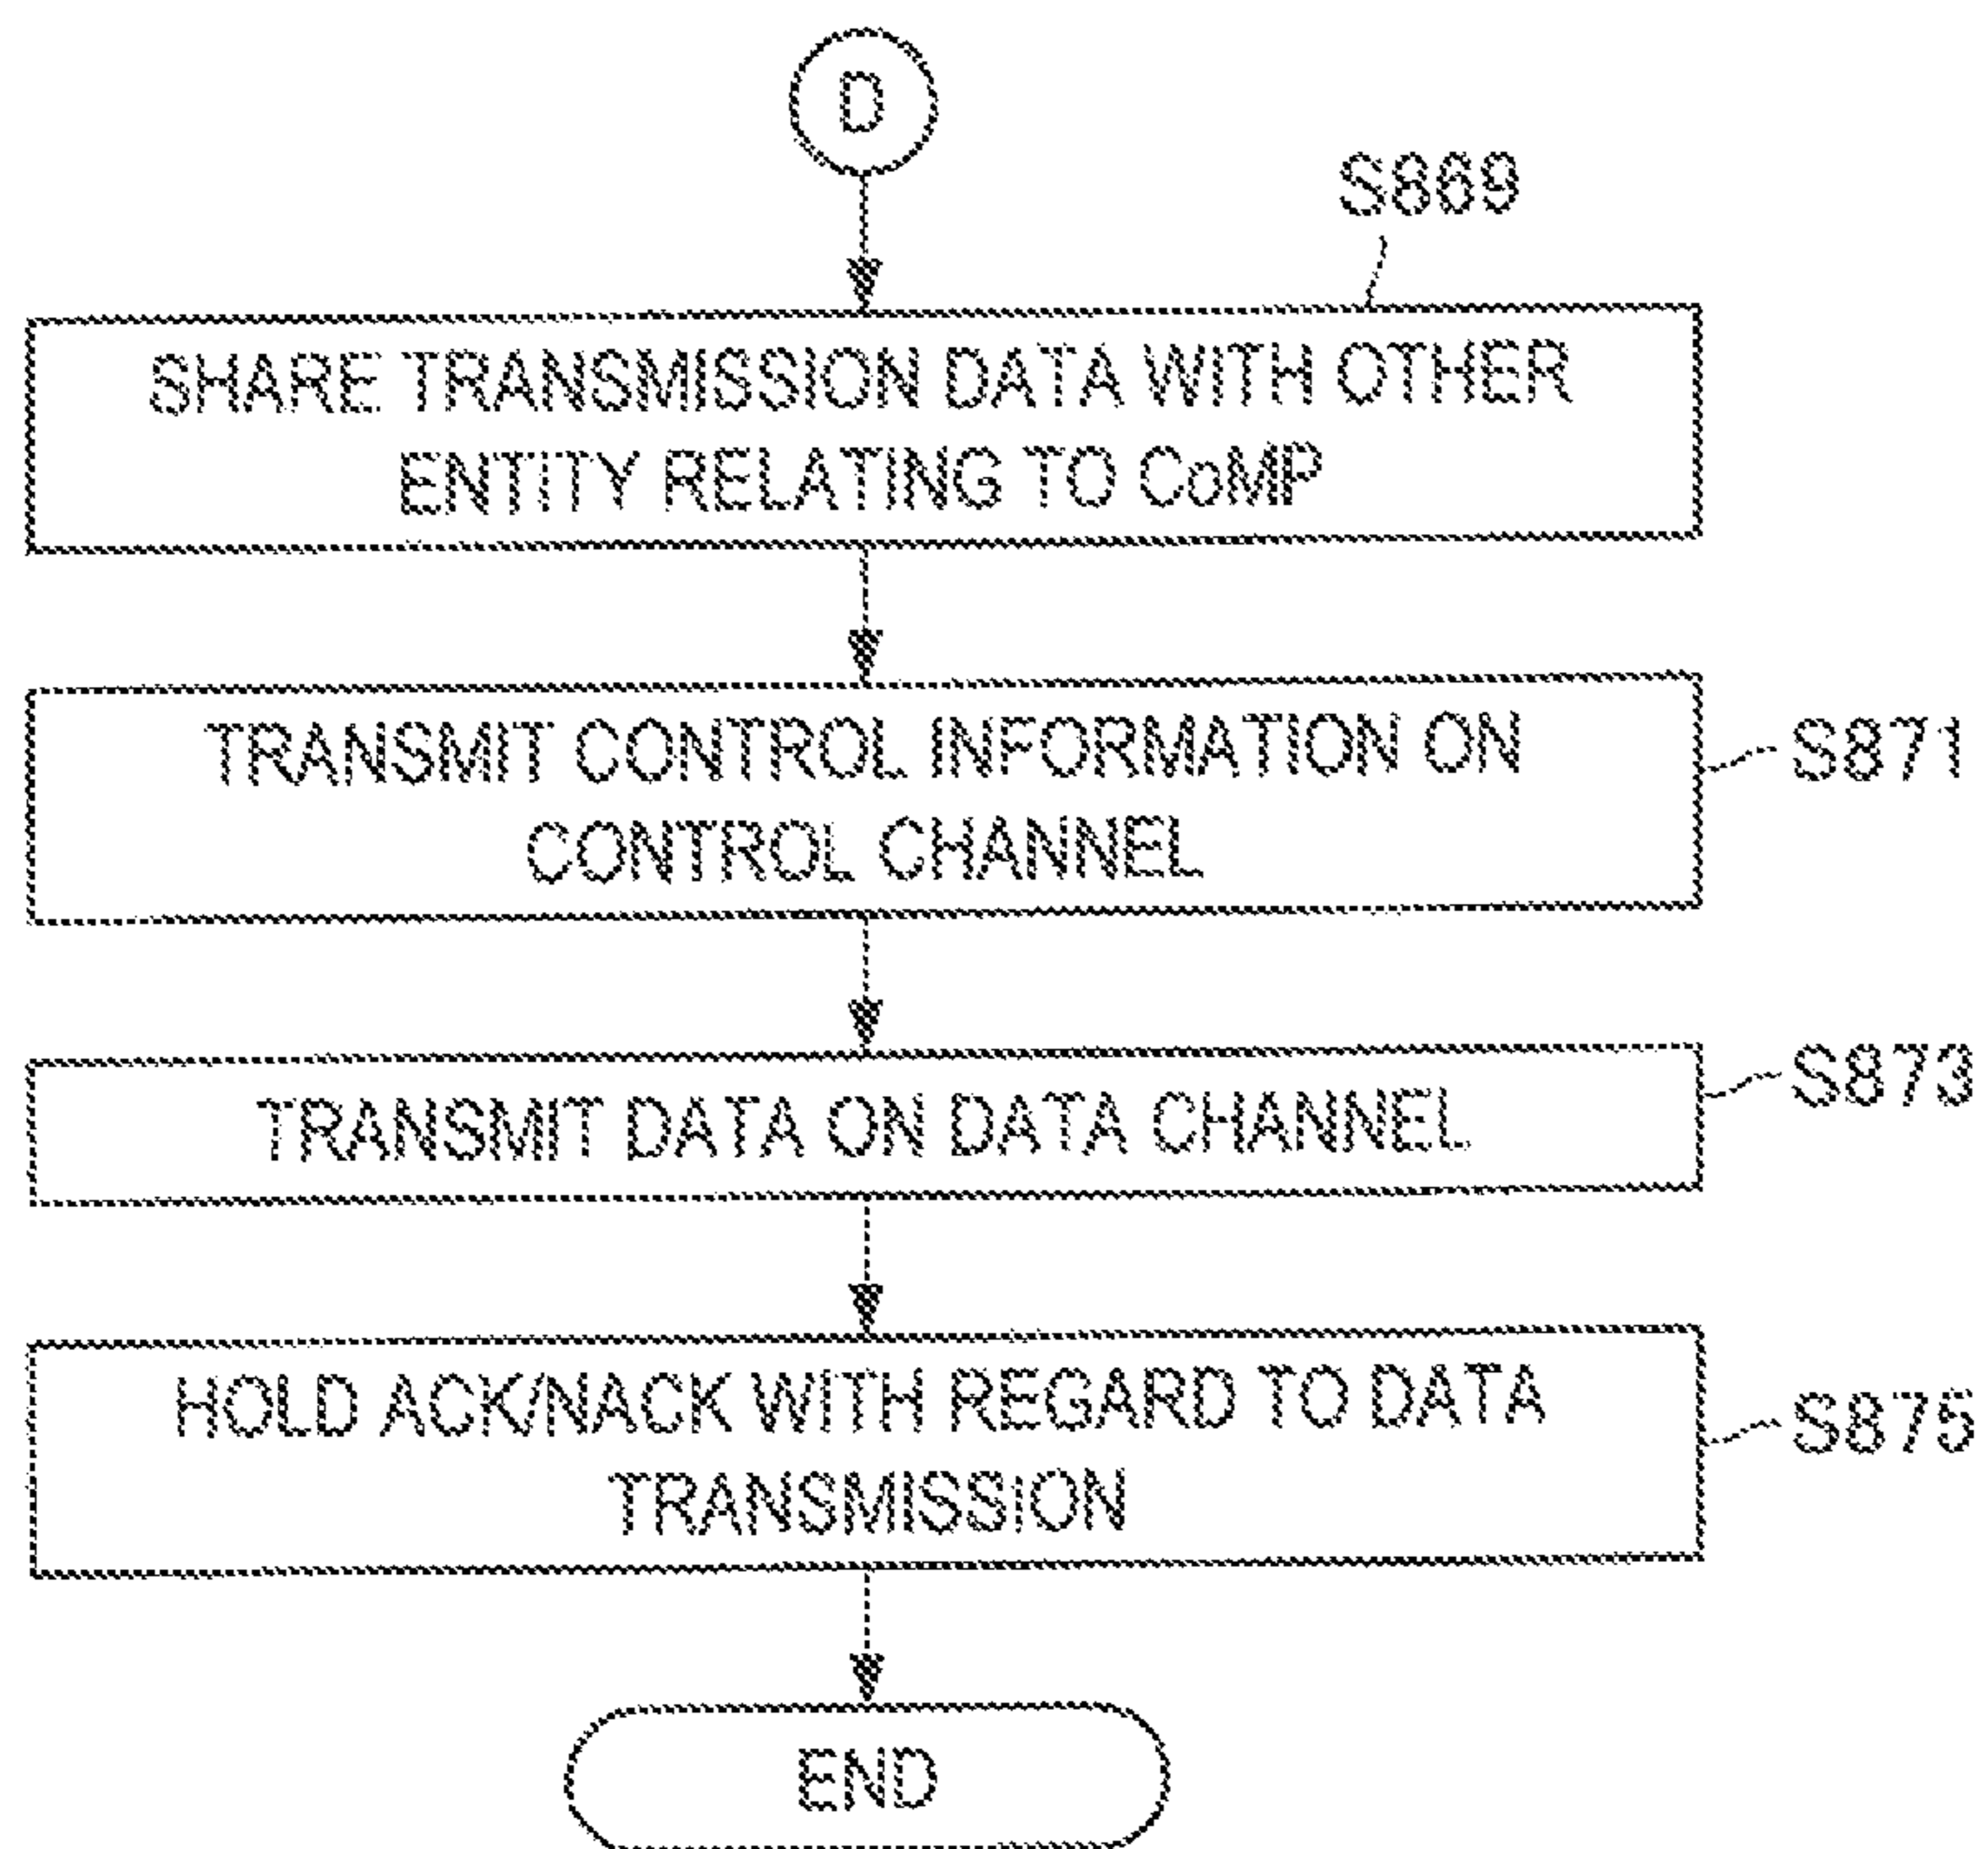 D
S869
SHARE TRANSMISSION DATA WITH OTHER
ENTITY RELATING TO CoMP
TRANSMIT CONTROL INFORMATION ON
CONTROL CHANNEL
S871
TRANSMIT DATA ON DATA CHANNEL
S873
HOLD ACK/NACK WITH REGARD TO DATA
TRANSMISSION
S875
END